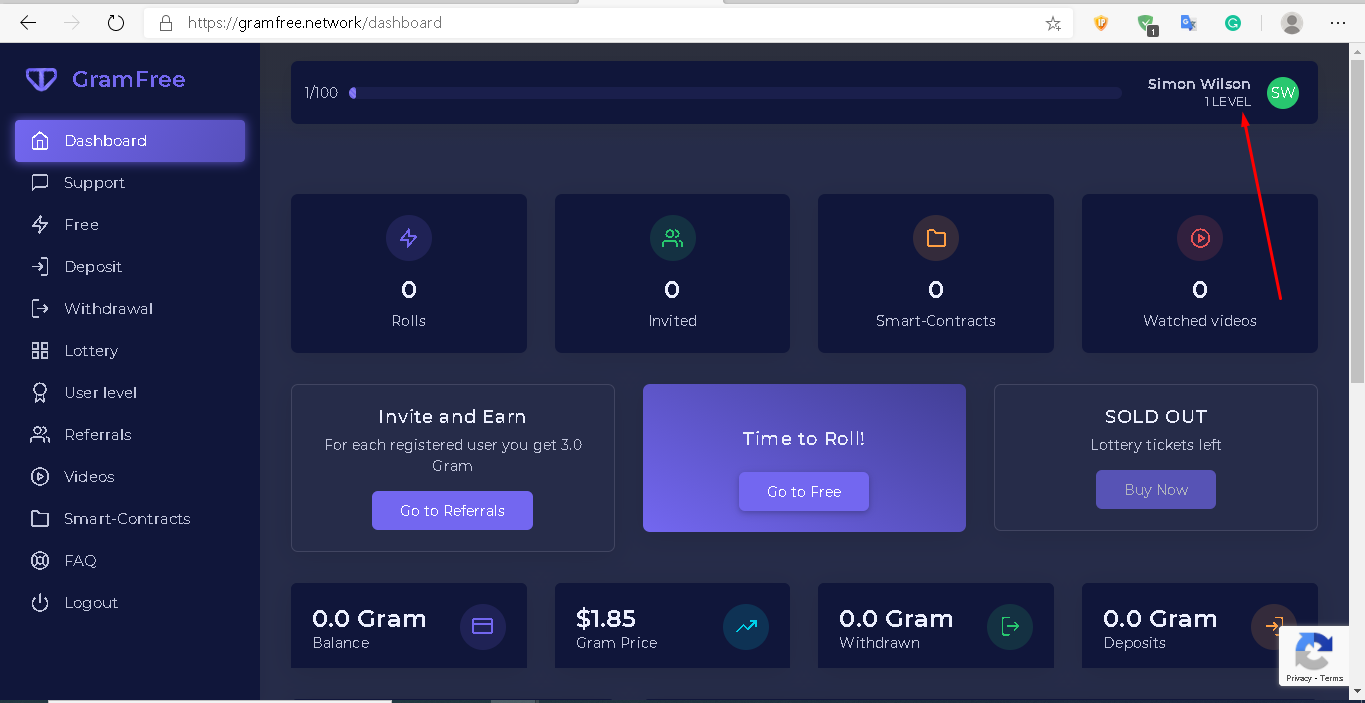 https://gramfree.network/dashboard
1
GramFree
Dashboard
Support
Free
Deposit
Withdrawal
Lottery
User level
Referrals
Videos
Smart-Contracts
FAQ
Logout
1/100
Simon Wilson
1 LEVEL
SW
0
Rolls
0
Invited
0
Smart-Contracts
0
Watched videos
Invite and Earn
For each registered user you get 3.0
Gram
Go to Referrals
Time to Roll!
Go to Free
SOLD OUT
Lottery tickets left
Buy Now
0.0 Gram
Balance
$1.85
Gram Price
0.0 Gram
Withdrawn
0.0 Gram
Deposits
Privacy - Terms